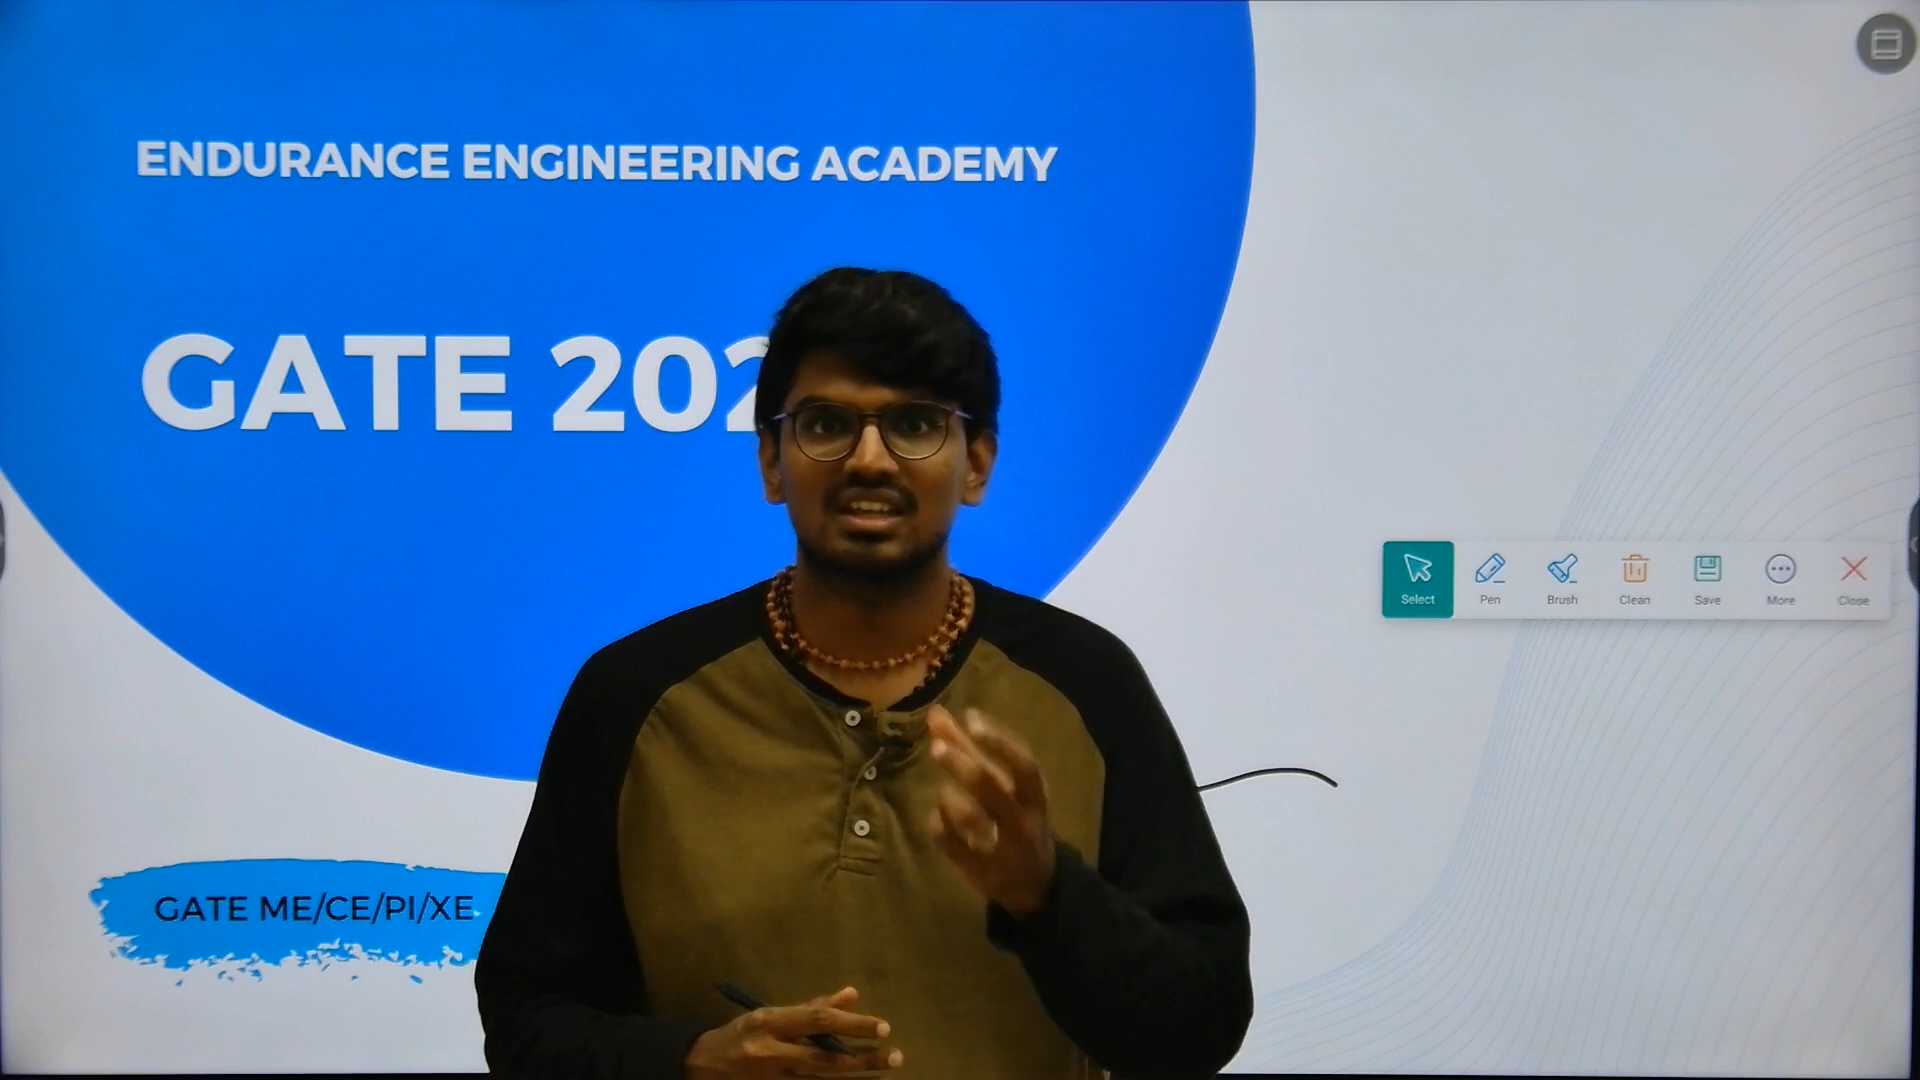 ENDURANCE ENGINEERING ACADEMY
GATE 202
Select Pen Brush Clean Save More Close
GATE ME/CE/PI/XE